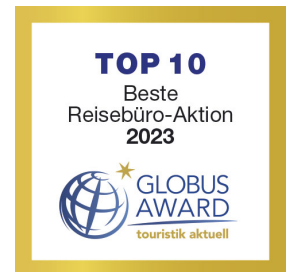 TOP 10
Beste
Reisebüro-Aktion
2023
GLOBUS
AWARD
touristik aktuell